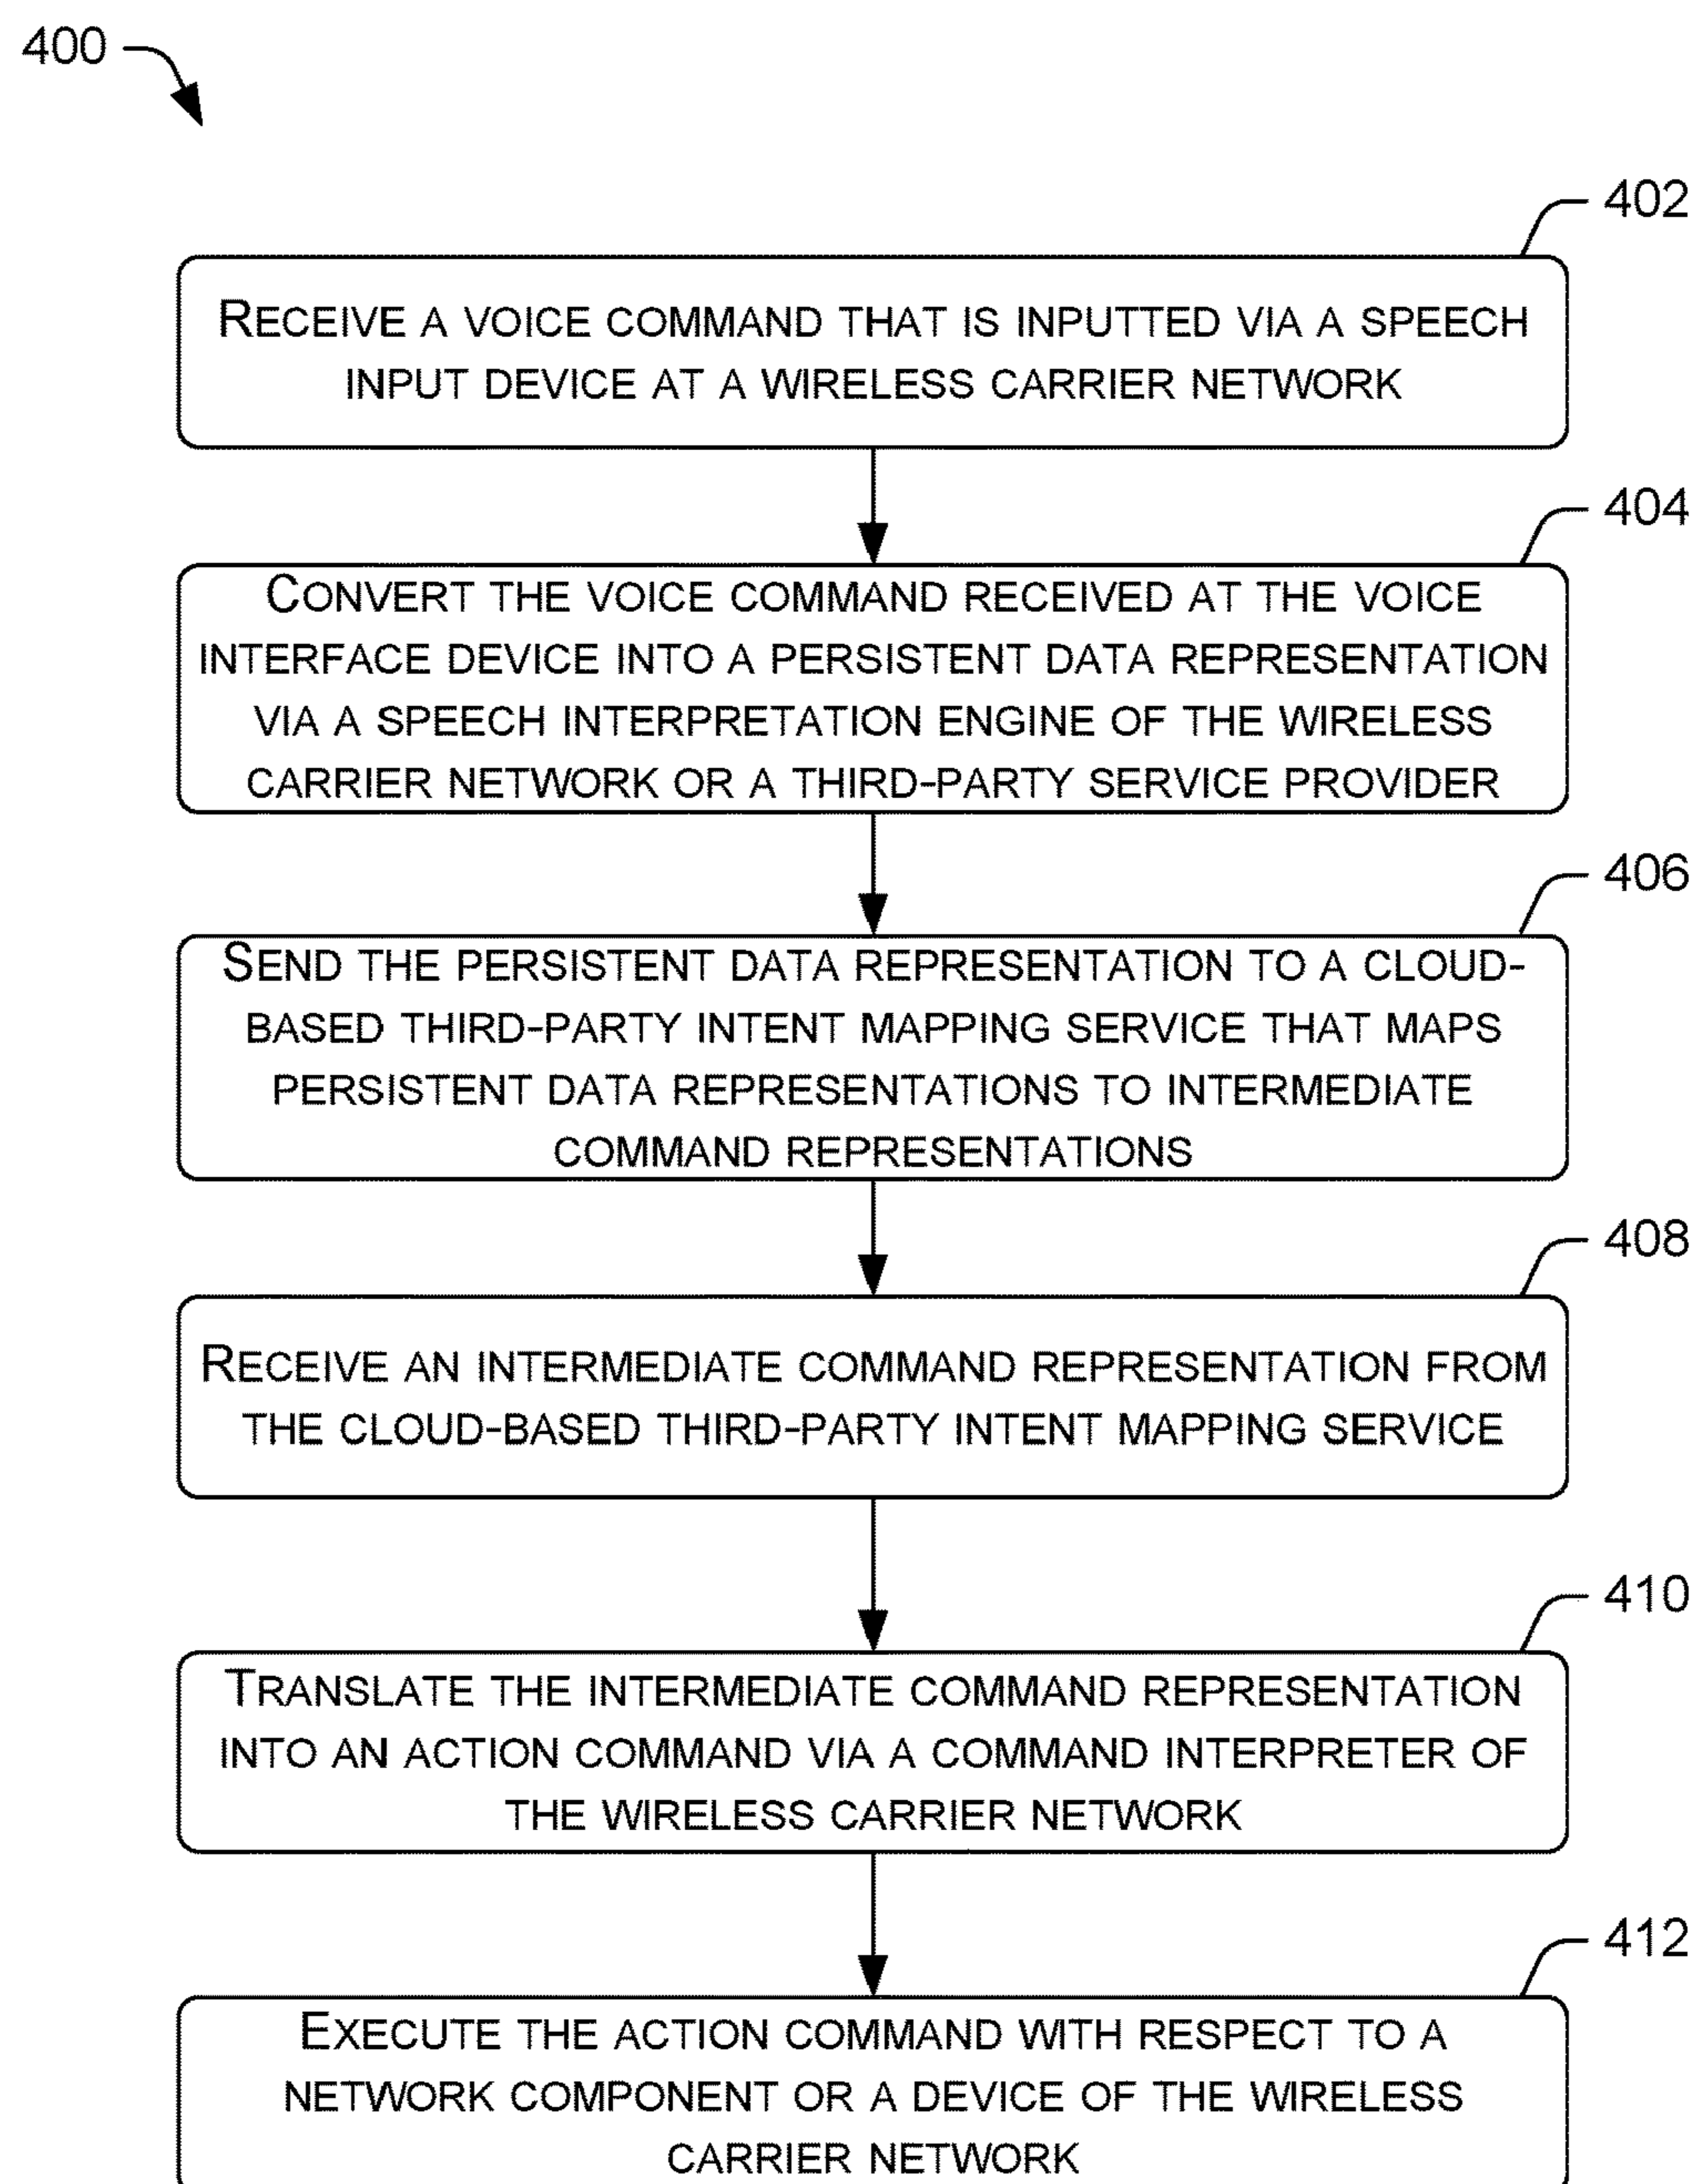 400
402
RECEIVE A VOICE COMMAND THAT IS INPUTTED VIA A SPEECH
INPUT DEVICE AT A WIRELESS CARRIER NETWORK
404
CONVERT THE VOICE COMMAND RECEIVED AT THE VOICE
INTERFACE DEVICE INTO A PERSISTENT DATA REPRESENTATION
VIA A SPEECH INTERPRETATION ENGINE OF THE WIRELESS
CARRIER NETWORK OR A THIRD-PARTY SERVICE PROVIDER
406
SEND THE PERSISTENT DATA REPRESENTATION TO A CLOUD-
BASED THIRD-PARTY INTENT MAPPING SERVICE THAT MAPS
PERSISTENT DATA REPRESENTATIONS TO INTERMEDIATE
COMMAND REPRESENTATIONS
408
RECEIVE AN INTERMEDIATE COMMAND REPRESENTATION FROM
THE CLOUD-BASED THIRD-PARTY INTENT MAPPING SERVICE
410
TRANSLATE THE INTERMEDIATE COMMAND REPRESENTATION
INTO AN ACTION COMMAND VIA A COMMAND INTERPRETER OF
THE WIRELESS CARRIER NETWORK
412
EXECUTE THE ACTION COMMAND WITH RESPECT TO A
NETWORK COMPONENT OR A DEVICE OF THE WIRELESS
CARRIER NETWORK